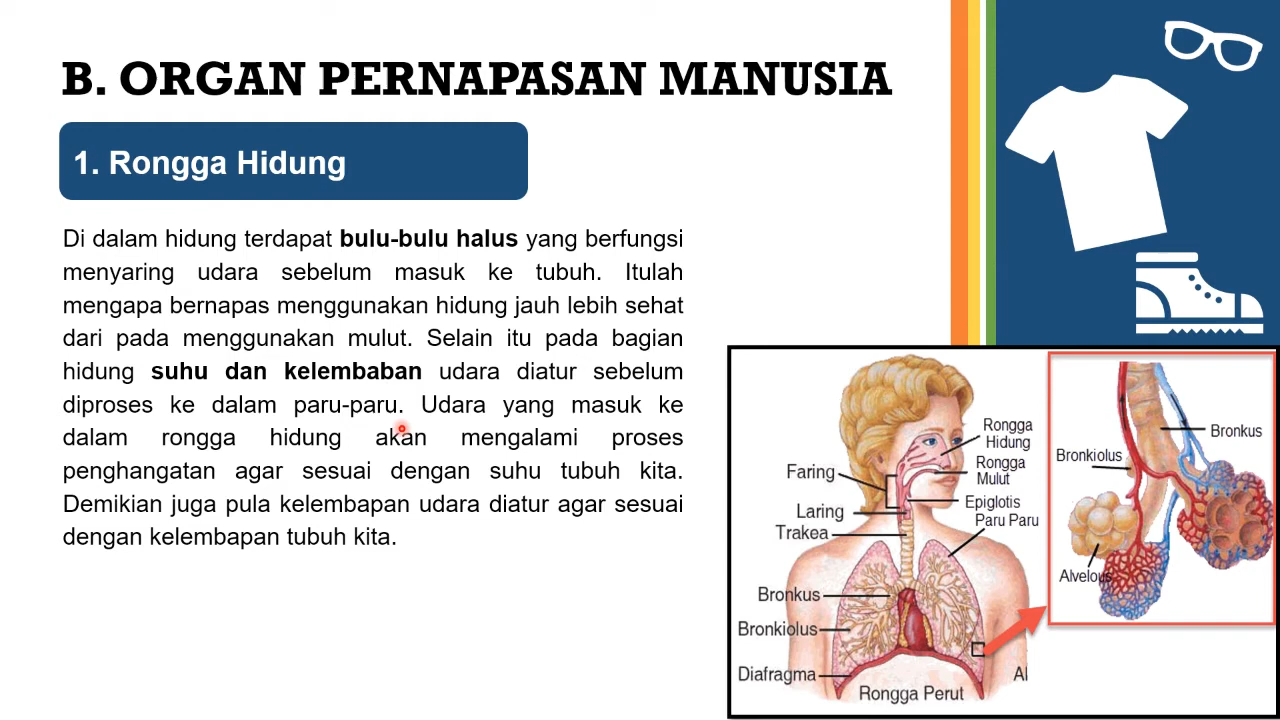 B. ORGAN PERNAPASAN MANUSIA
1. Rongga Hidung
Di dalam hidung terdapat bulu-bulu halus yang berfungsi
menyaring udara sebelum masuk ke tubuh. Itulah
mengapa bernapas menggunakan hidung jauh lebih sehat
dari pada menggunakan mulut. Selain itu pada bagian
hidung suhu dan kelembaban udara diatur sebelum
diproses ke dalam paru-paru. Udara yang masuk ke
dalam rongga hidung akan mengalami proses
penghangatan agar sesuai dengan suhu tubuh kita.
Demikian juga pula kelembapan udara diatur agar sesuai
dengan kelembapan tubuh kita.
Rongga
Hidung
Rongga
Mulut
Faring
Epiglotis
Laring
Paru Paru
Trakea
Bronkus
Bronkiolus
Diafragma
Al
Rongga Perut
Bronkus
Bronkiolus
Alvelous